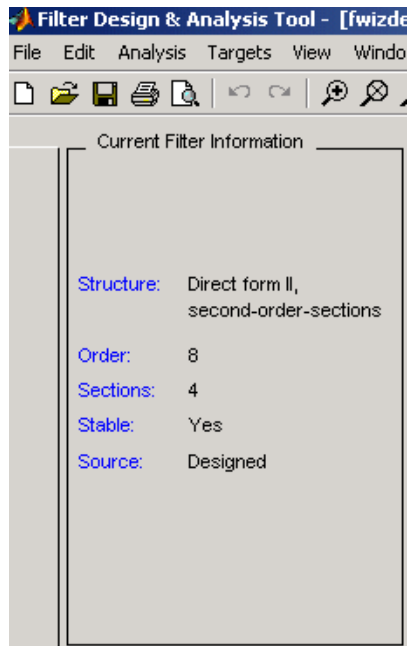 Filter Design & Analysis Tool - [fwizde
File Edit Analysis Targets View Windo
Current Filter Information
Structure: Direct form II,
second-order-sections
Order: 8
Sections: 4
Stable: Yes
Source: Designed